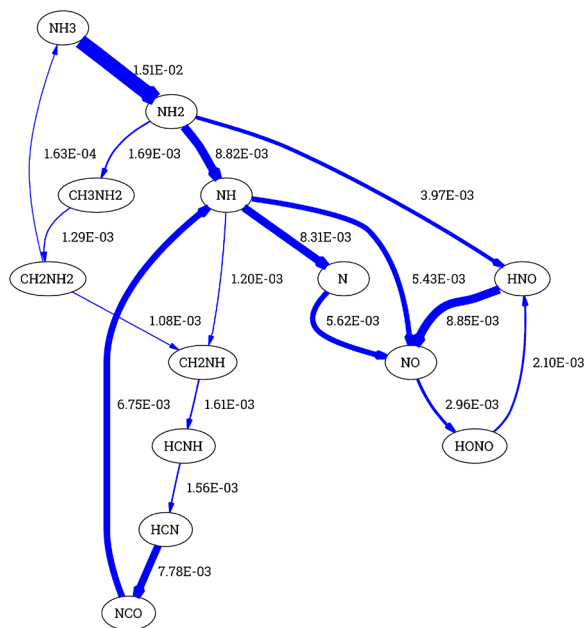 NH3
1.51E-02
NH2
1.63E-04
1.69E-03
8.82E-03
3.97E-03
CH3NH2
NH
1.29E-03
8.31E-03
CH2NH2
1.20E-03
N
5.43E-03
HNO
1.08E-03
5.62E-03
8.85E-03
CH2NH
NO
2.10E-03
6.75E-03
1.61E-03
2.96E-03
HCNH
HONO
1.56E-03
HCN
7.78E-03
NCO